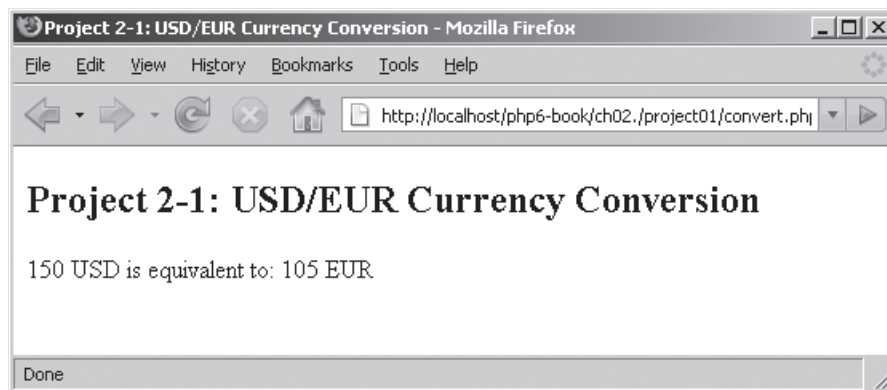 Project 2-1: USD/EUR Currency Conversion - Mozilla Firefox
File Edit View History Bookmarks Tools Help
http://localhost/php6-book/ch02./project01/convert.php
Project 2-1: USD/EUR Currency Conversion
150 USD is equivalent to: 105 EUR
Done